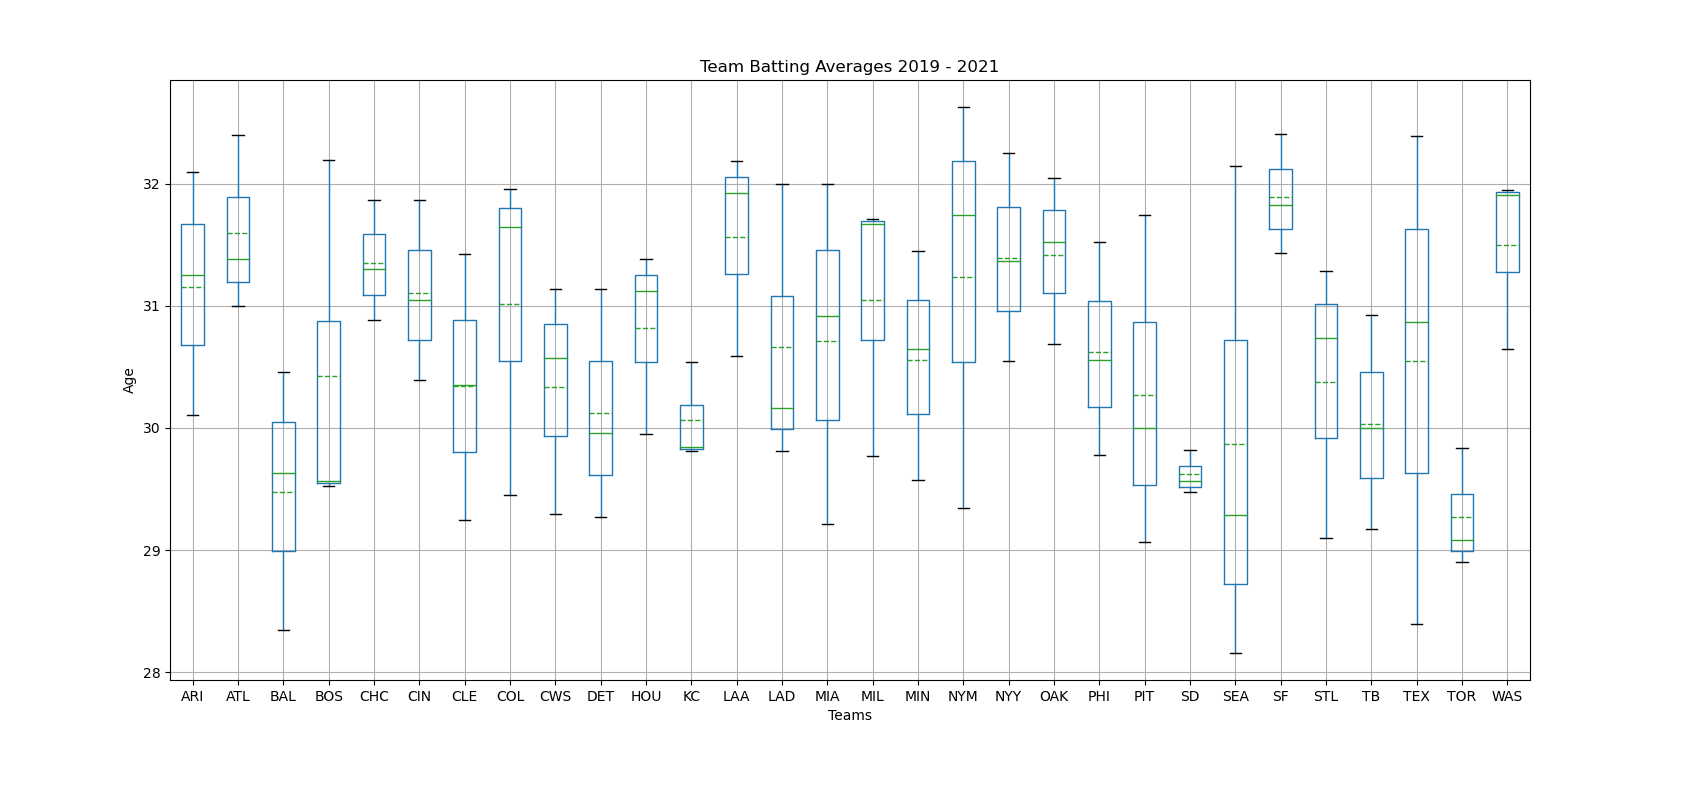 Team Batting Averages 2019 - 2021
Age
32
31
30
29
28
ARI ATL BAL BOS CHC CIN CLE COL CWS DET HOU KC LAA LAD MIA MIL MIN NYM NYY OAK PHI PIT SD SEA SF STL TB TEX TOR WAS
Teams